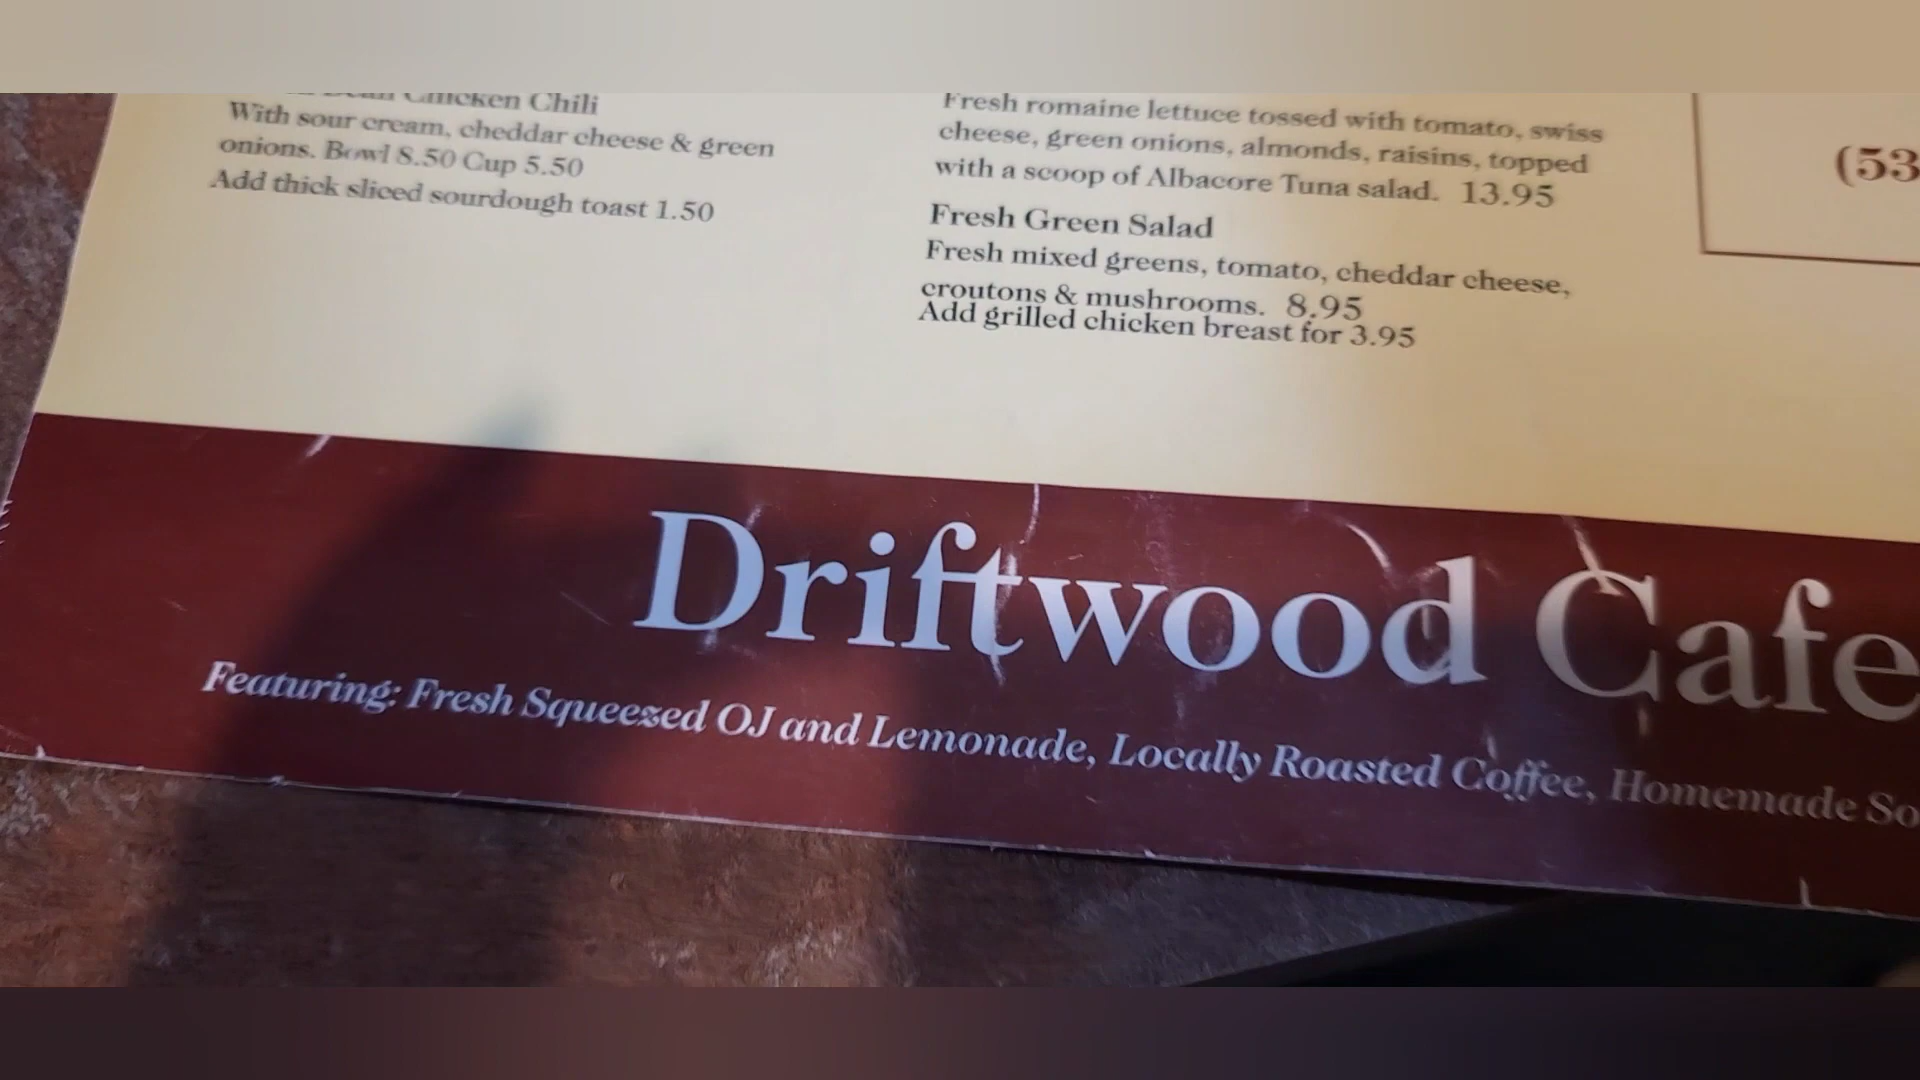 Chicken Chili
With sour cream, cheddar cheese & green
onions. Bowl 8.50 Cup 5.50
Add thick sliced sourdough toast 1.50
Fresh romaine lettuce tossed with tomato, swiss
cheese, green onions, almonds, raisins, topped
with a scoop of Albacore Tuna salad. 13.95
Fresh Green Salad
Fresh mixed greens, tomato, cheddar cheese,
croutons & mushrooms. 8.95
Add grilled chicken breast for 3.95
(53
Driftwood Cafe
Featuring: Fresh Squeezed OJ and Lemonade, Locally Roasted Coffee, Homemade So